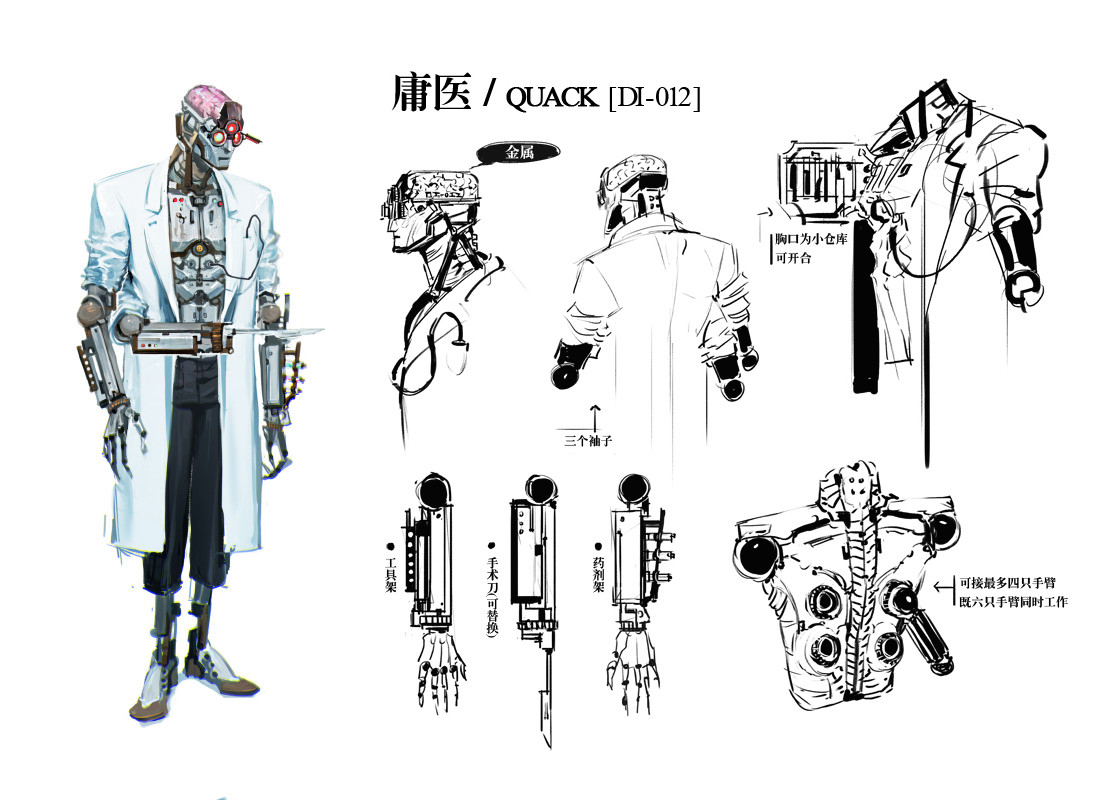 庸医 / QUACK [DI-012]
金属
胸口为小仓库
可开合
三个袖子
工具架
手术刀(可替换)
药剂架
可接最多四只手臂
既六只手臂同时工作